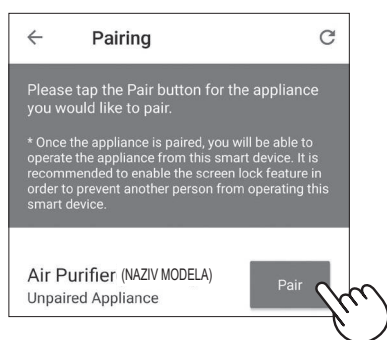 Pairing
Please tap the Pair button for the appliance
you would like to pair.
* Once the appliance is paired, you will be able to
operate the appliance from this smart device. It is
recommended to enable the screen lock feature in
order to prevent another person from operating this
smart device.
Air Purifier (NAZIV MODELA)
Pair
Unpaired Appliance